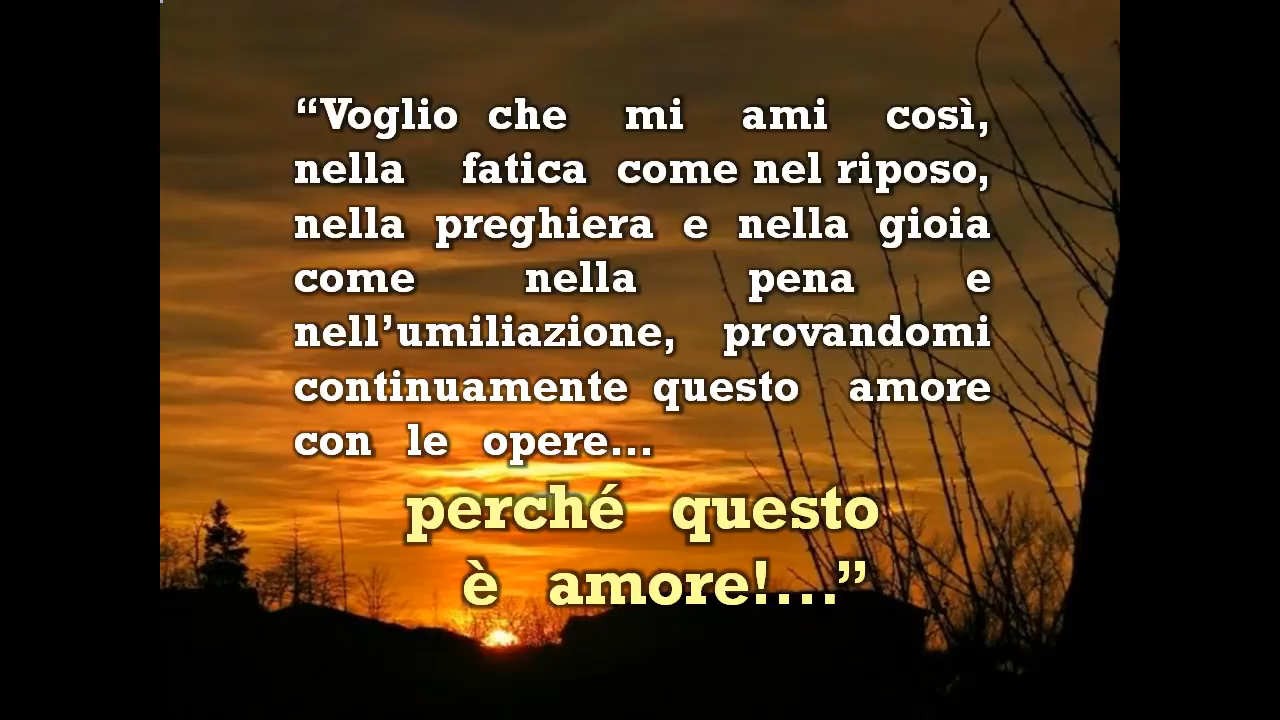 “Voglio che mi ami così,
nella fatica come nel riposo,
nella preghiera e nella gioia
come nella pena e
nell’umiliazione, provandomi
continuamente questo amore
con le opere...
perché questo
è amore!...”